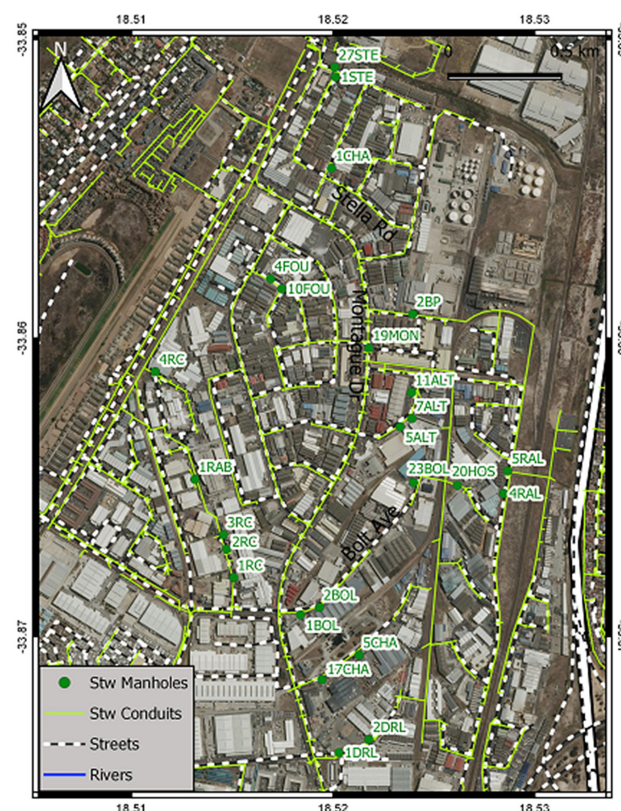 18.51 18.52 18.53
-33.85
N
0 0.5 km
27STE
1STE
1CHA
Stella Rd
4FOU
10FOU
2BP
Montague Dr
19MON
-33.86
4RC
11ALT
7ALT
5ALT
1RAB
23BOL
20HOS
5RAL
4RAL
3RC
2RC
Bolt Ave
1RC
2BOL
1BOL
-33.87
5CHA
17CHA
2DRL
1DRL
Stw Manholes
Stw Conduits
Streets
Rivers
18.51 18.52 18.53